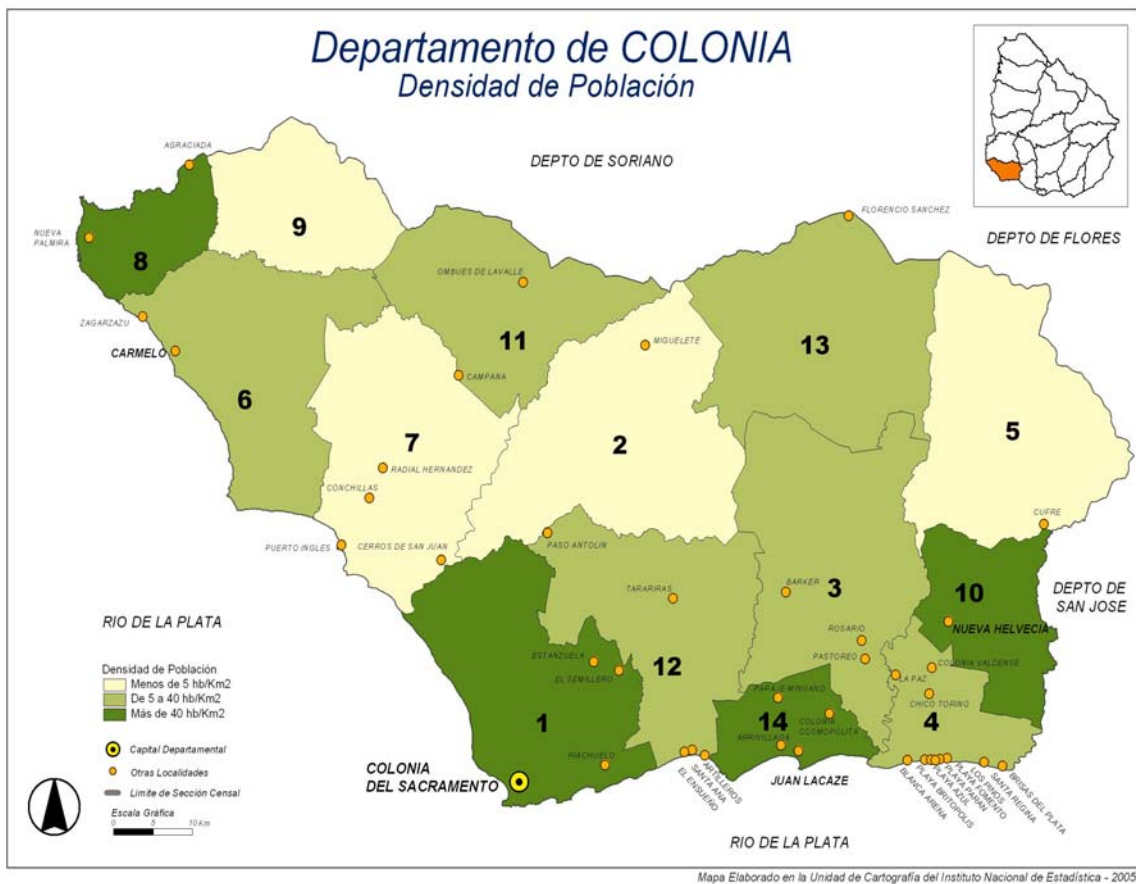 Departamento de COLONIA
Densidad de Población
DEPTO DE SORIANO
DEPTO DE FLORES
DEPTO DE
SAN JOSE
AGRACIADA
NUEVA
PALMIRA
8
9
FLORENCIO SANCHEZ
OMBUES DE LAVALLE
ZAGARZAZU
CARMELO
11
MIGUELETE
13
CAMPANA
6
7
2
5
RADIAL HERNANDEZ
CONCHILLAS
PUERTO INGLES
CERROS DE SAN JUAN
PASO ANTOLIN
CUFRE
TARARIRAS
BARKER
3
10
NUEVA HELVECIA
ROSARIO
PASTOREO
COLONIA VALDENSE
LA PAZ
CHICO TORINO
4
ESTANZUELA
EL SEMILLERO
12
1
PARAJE MINUANO
14
COLONIA
COSMOPOLITA
ARRIVILLAGA
RIACHUELO
COLONIA
DEL SACRAMENTO
JUAN LACAZE
ARTILLEROS
SANTA ANA
EL ENSUEÑO
BLANCA ARENA
PLAYA BRITOPOLIS
PLAYA AZUL
PLAYA PARANT
PLAYA FOMENTO
LOS PINOS
SANTA REGINA
BRISAS DEL PLATA
RIO DE LA PLATA
RIO DE LA PLATA
Densidad de Población
Menos de 5 hb/Km2
De 5 a 40 hb/Km2
Más de 40 hb/Km2
Capital Departamental
Otras Localidades
Límite de Sección Censal
Escala Gráfica
0 5 10 Km
Mapa Elaborado en la Unidad de Cartografía del Instituto Nacional de Estadística - 2005